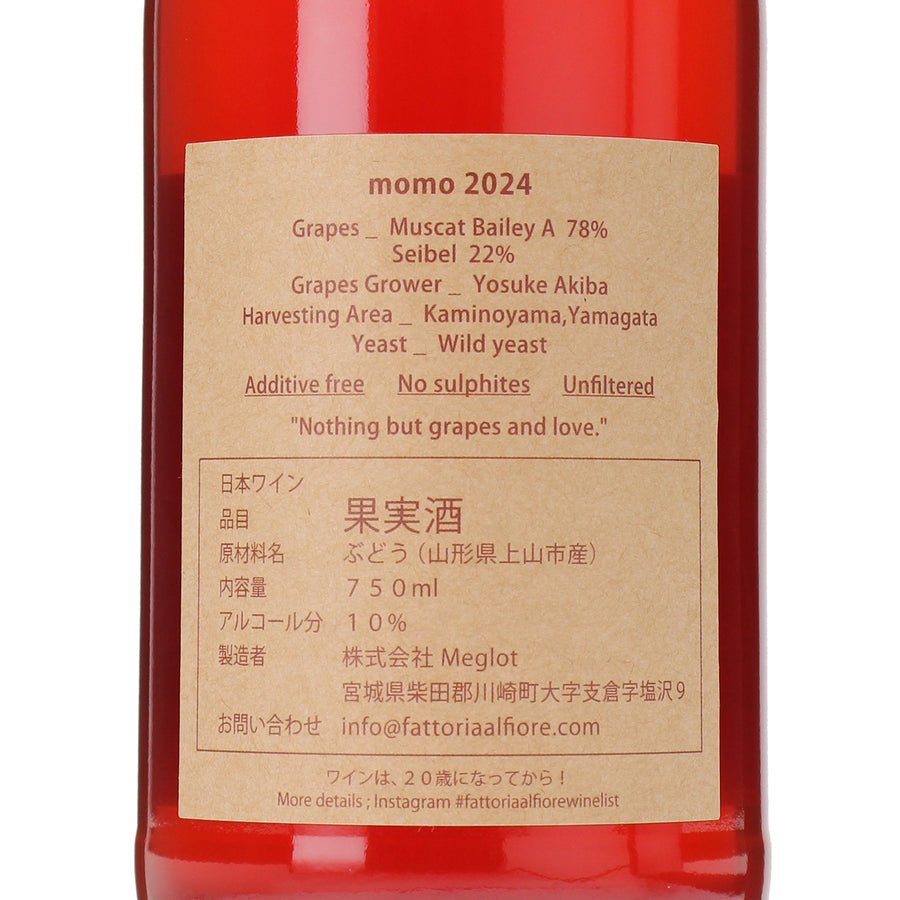 momo 2024
Grapes _ Muscat Bailey A 78%
Seibel 22%
Grapes Grower _ Yosuke Akiba
Harvesting Area _ Kaminoyama,Yamagata
Yeast _ Wild yeast
Additive free No sulphites Unfiltered
"Nothing but grapes and love."
日本ワイン
品目 果実酒
原材料名 ぶどう（山形県上山市産）
内容量 ７５０ml
アルコール分 １０%
製造者 株式会社 Meglot
宮城県柴田郡川崎町大字支倉字塩沢９
お問い合わせ info@fattoriaalfiore.com
ワインは、２０歳になってから！
More details ; Instagram #fattoriaalfiorewinelist